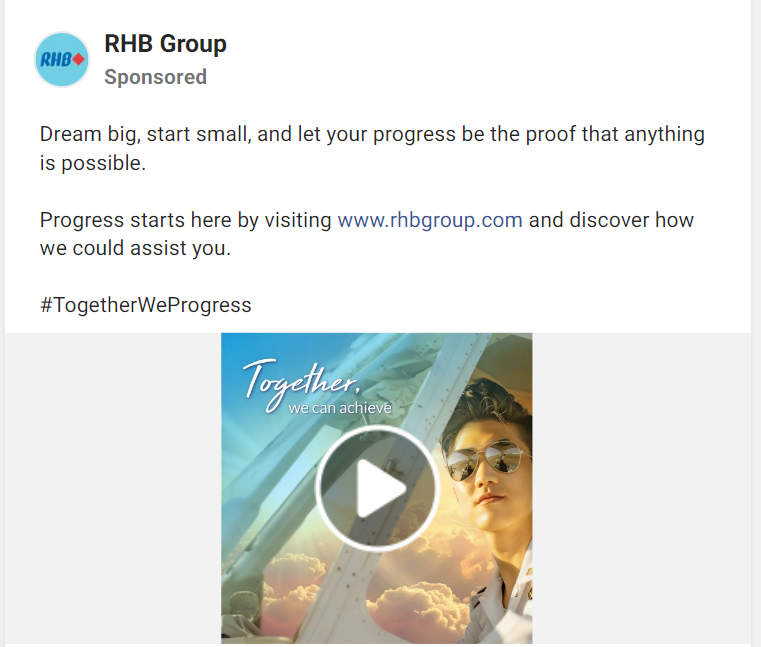 RHB
RHB Group
Sponsored
Dream big, start small, and let your progress be the proof that anything
is possible.
Progress starts here by visiting www.rhbgroup.com and discover how
we could assist you.
#TogetherWeProgress
Together,
we can achieve